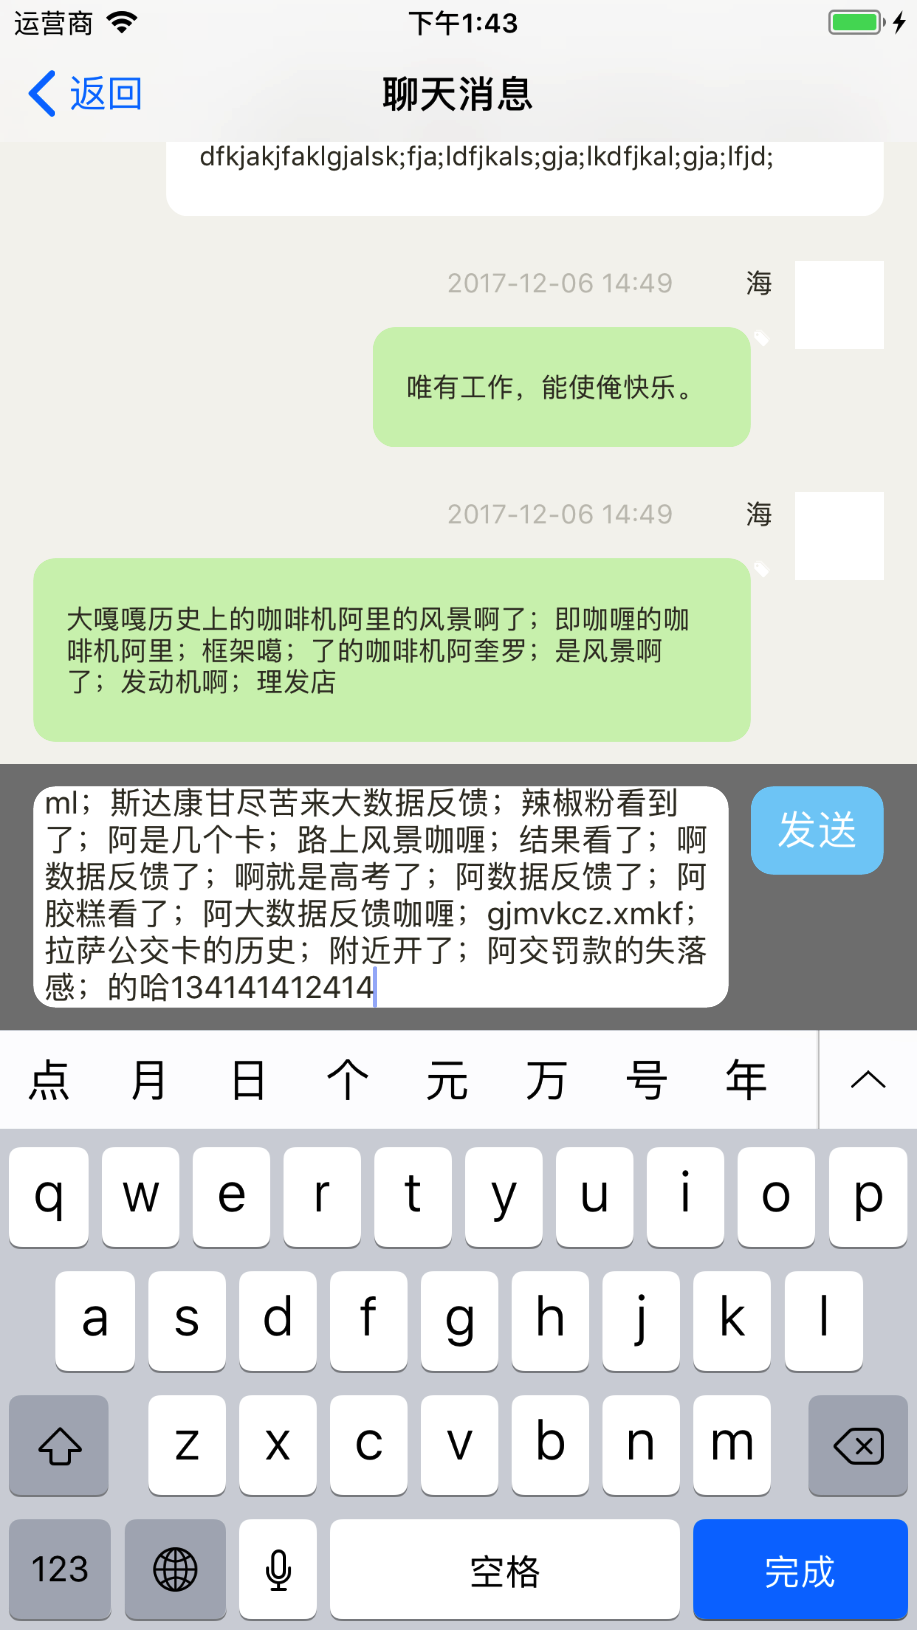 运营商 下午1:43
返回 聊天消息
dfkjakjfaklgjalsk;fja;ldfjkals;gja;lkdfjkal;gja;lfjd;
2017-12-06 14:49 海
唯有工作，能使俺快乐。
2017-12-06 14:49 海
大嘎嘎历史上的咖啡机阿里的风景啊了；即咖喱的咖
啡机阿里；框架噶；了的咖啡机阿奎罗；是风景啊
了；发动机啊；理发店
ml；斯达康甘尽苦来大数据反馈；辣椒粉看到
了；阿是几个卡；路上风景咖喱；结果看了；啊
数据反馈了；啊就是高考了；阿数据反馈了；阿
胶糕看了；阿大数据反馈咖喱；gjmvkcz.xmkf；
拉萨公交卡的历史；附近开了；阿交罚款的失落
感；的哈134141412414
发送
点 月 日 个 元 万 号 年
q w e r t y u i o p
a s d f g h j k l
z x c v b n m
123 空格 完成